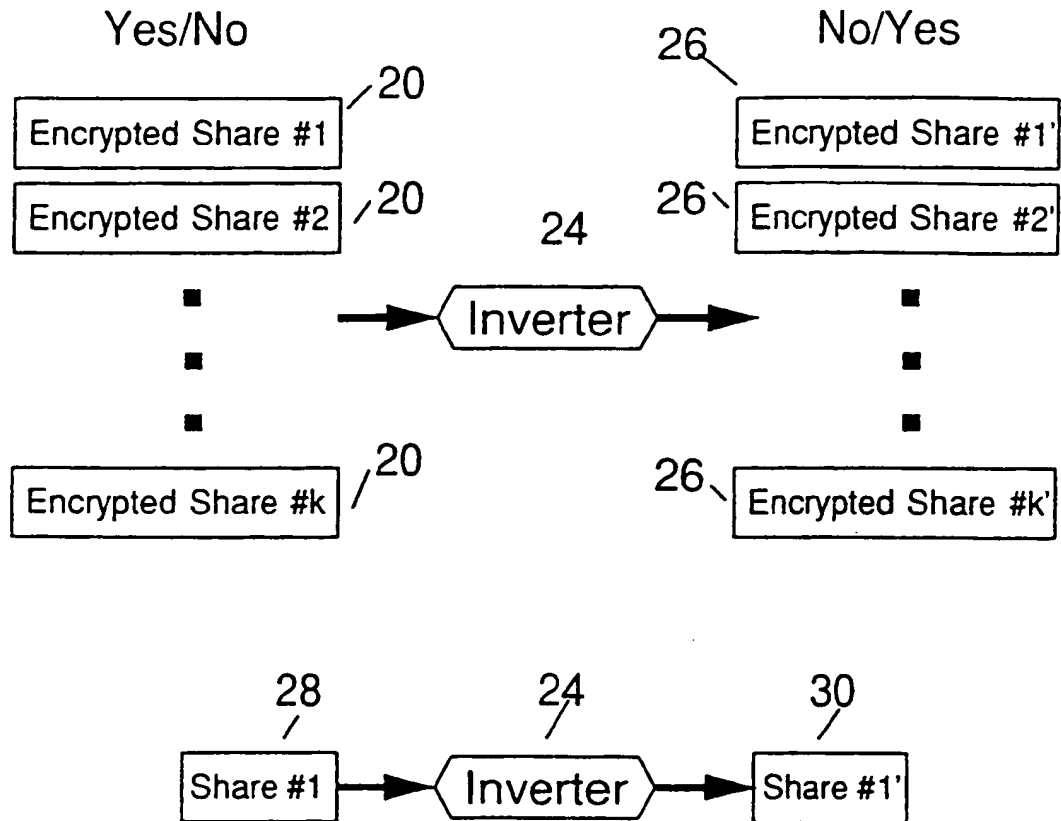 Yes/No
No/Yes
20
26
Encrypted Share #1
Encrypted Share #1'
Encrypted Share #2
20
26
Encrypted Share #2'
24
Inverter
20
26
Encrypted Share #k
Encrypted Share #k'
28
24
30
Share #1
Inverter
Share #1'